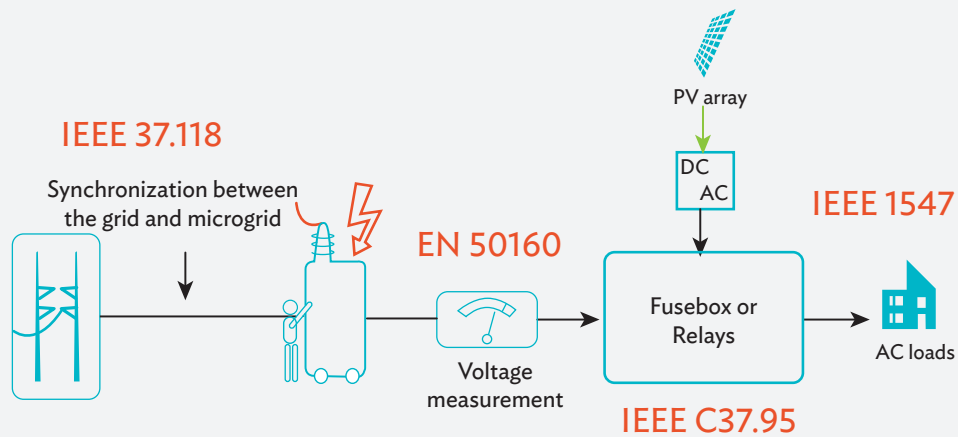 PV array
IEEE 37.118
DC
AC
Synchronization between
the grid and microgrid
IEEE 1547
EN 50160
Fusebox or
Relays
AC loads
Voltage
measurement
IEEE C37.95